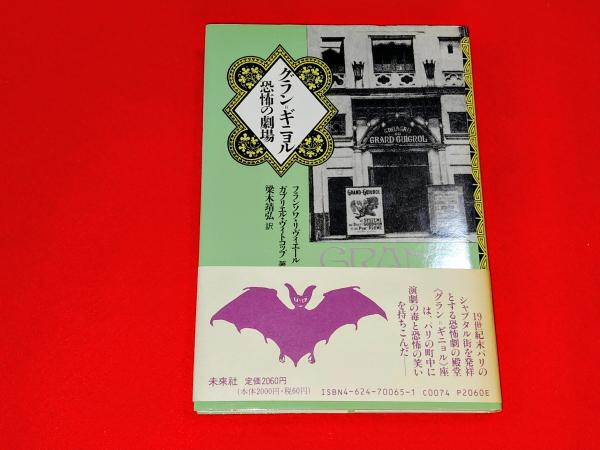 グラン=ギニョル
恐怖の劇場
フランソワ・リヴィエール
ガブリエル・ヴィトコップ 著
梁木靖弘 訳
GRAND GUIGNOL
GRAND-GUIGNOL
GRAN
19世紀末パリの
シャプタル街を発祥
とする恐怖劇の殿堂
《グラン=ギニョル》座
は、パリの町中に
演劇の毒と恐怖の笑い
を持ちこんだ——
未來社 定価2060円
(本体2000円・税60円)
ISBN4-624-70065-1 C0074 P2060E